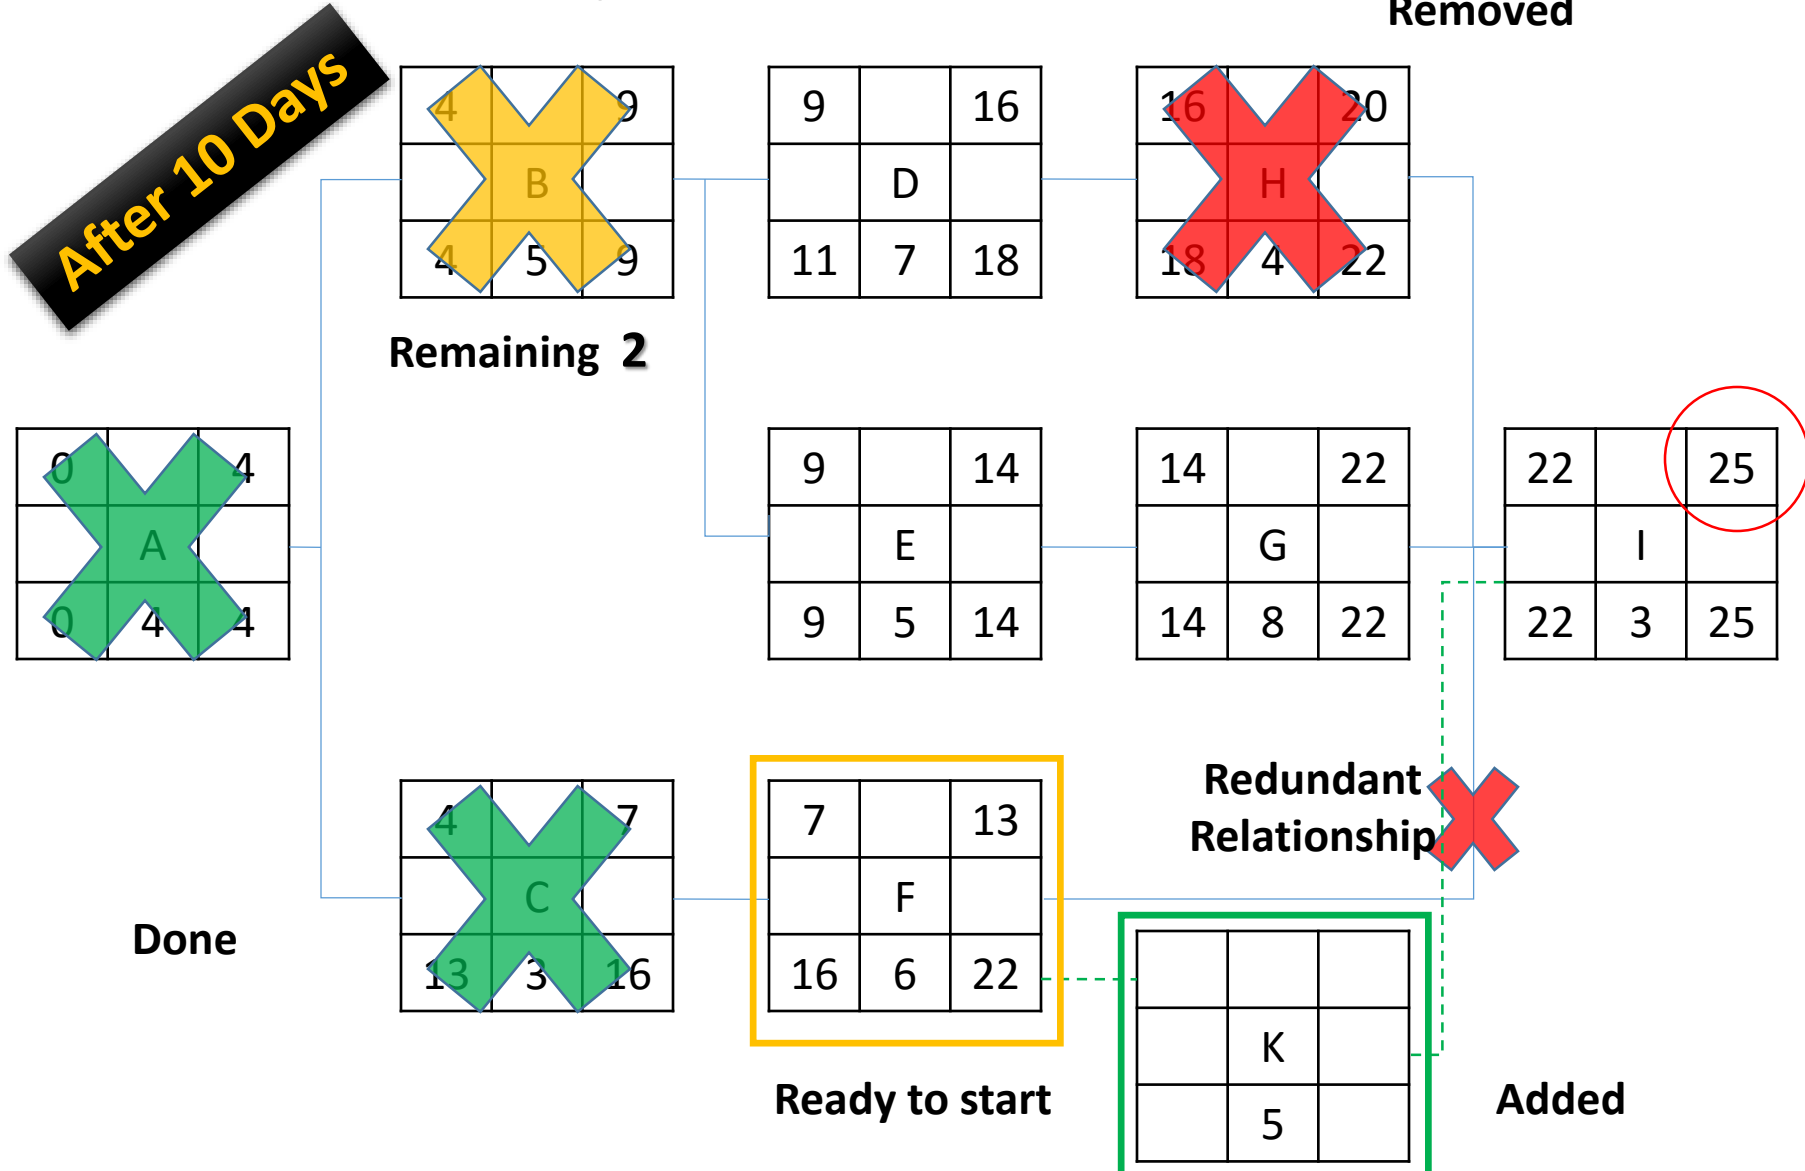 Removed
After 10 Days
4 9
B
4 5 9
Remaining 2
9 16
D
11 7 18
16 20
H
18 4 22
0 4
A
0 4 4
9 14
E
9 5 14
14 22
G
14 8 22
22 25
I
22 3 25
Done
4 7
C
13 3 16
7 13
F
16 6 22
Ready to start
Redundant
Relationship
K
5
Added